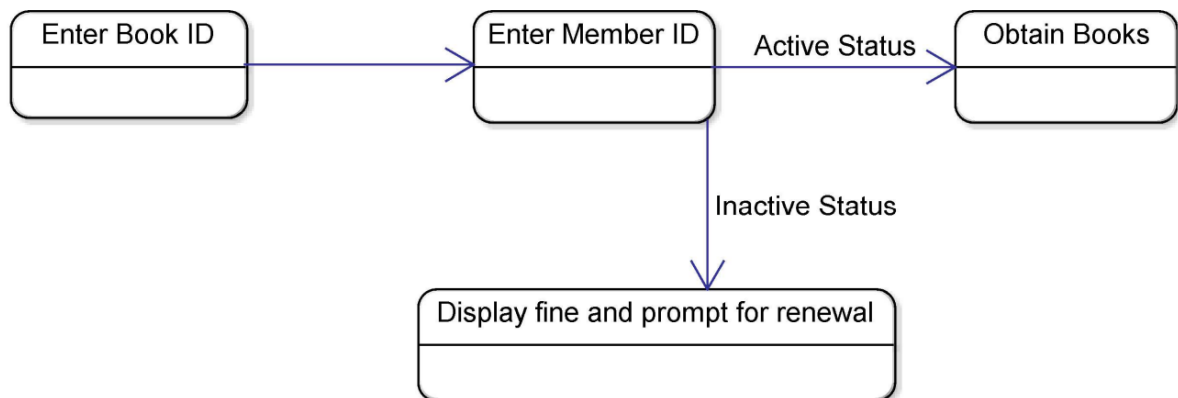 Enter Book ID
Enter Member ID
Active Status
Obtain Books
Inactive Status
Display fine and prompt for renewal